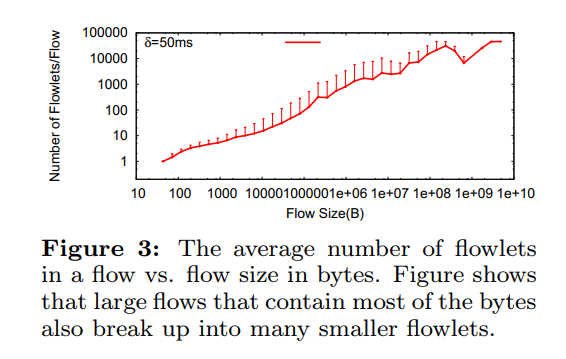 100000
10000
1000
100
10
1
Number of Flowlets/Flow
δ=50ms
10 100 1000 10000 100000 1e+06 1e+07 1e+08 1e+09 1e+10
Flow Size(B)
Figure 3: The average number of flowlets
in a flow vs. flow size in bytes. Figure shows
that large flows that contain most of the bytes
also break up into many smaller flowlets.